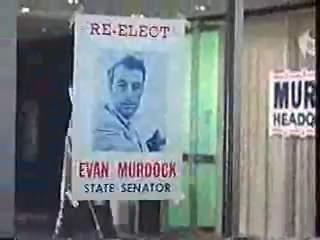 RE-ELECT
EVAN MURDOCK
STATE SENATOR
MUR
HEADQ